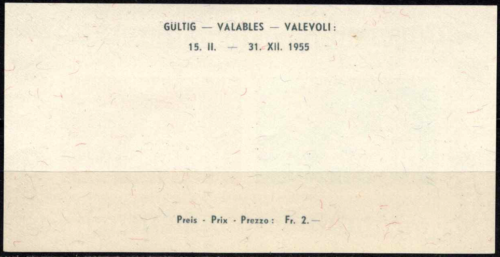 GÜLTIG — VALABLES — VALEVOLI:
15. II. — 31. XII. 1955
Preis - Prix - Prezzo: Fr. 2.—